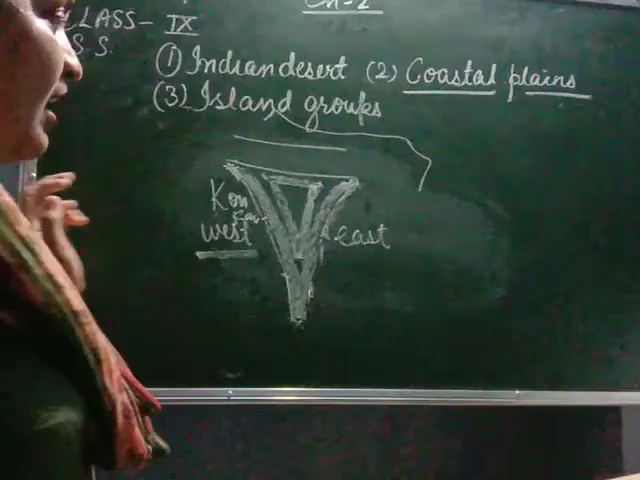 Ch-2
CLASS- IX
S.S.
(1) Indian desert (2) Coastal plains
(3) Island groups
Kon
west
east